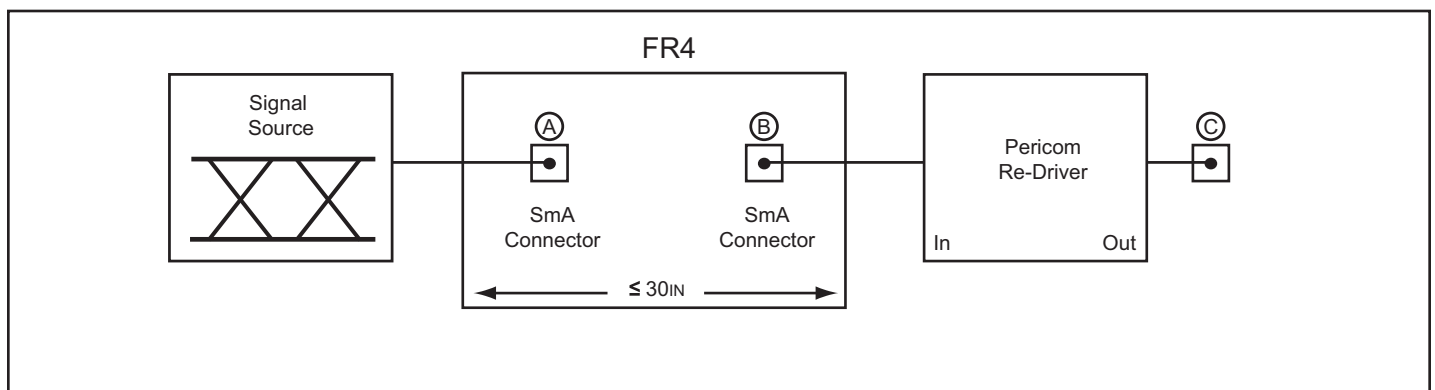 FR4
Signal
Source
A
B
C
SmA
Connector
SmA
Connector
≤ 30IN
Pericom
Re-Driver
In
Out